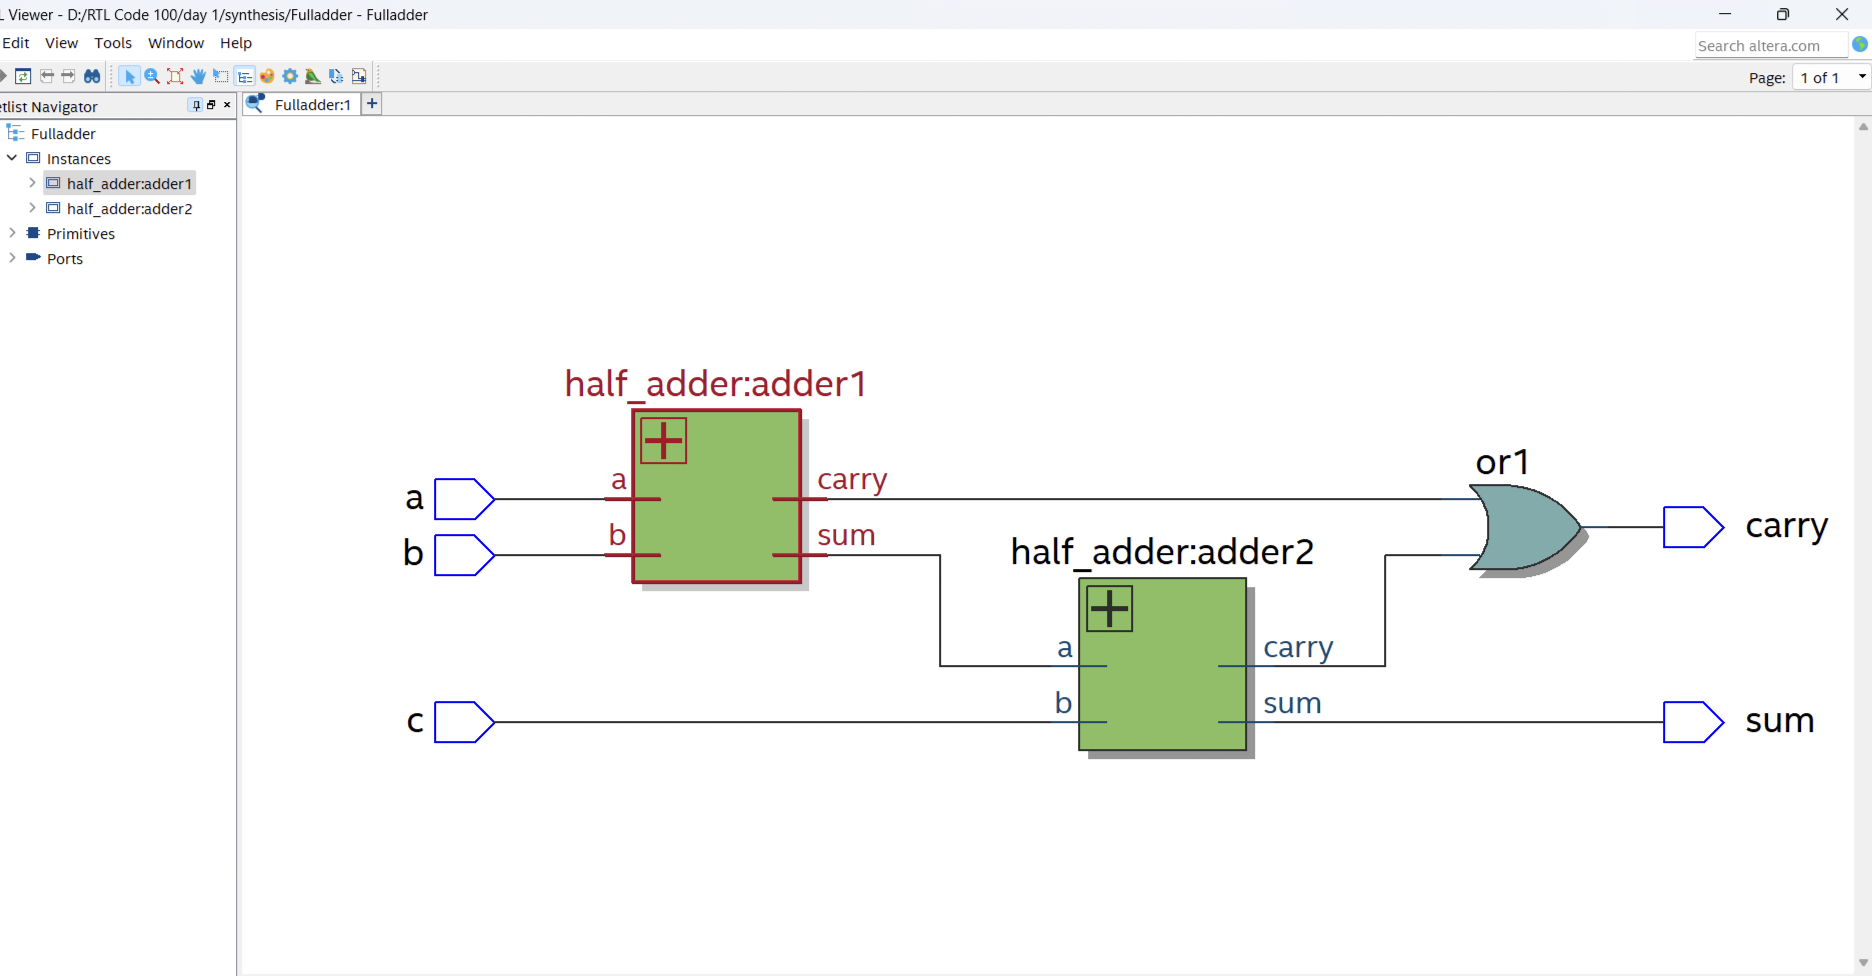 L Viewer - D:/RTL Code 100/day 1/synthesis/Fulladder - Fulladder
Edit View Tools Window Help
Search altera.com
Page: 1 of 1
etlist Navigator
Fulladder:1
Fulladder
Instances
half_adder:adder1
half_adder:adder2
Primitives
Ports
half_adder:adder1
a
a
carry
b
b
sum
or1
carry
half_adder:adder2
a
carry
c
b
sum
sum